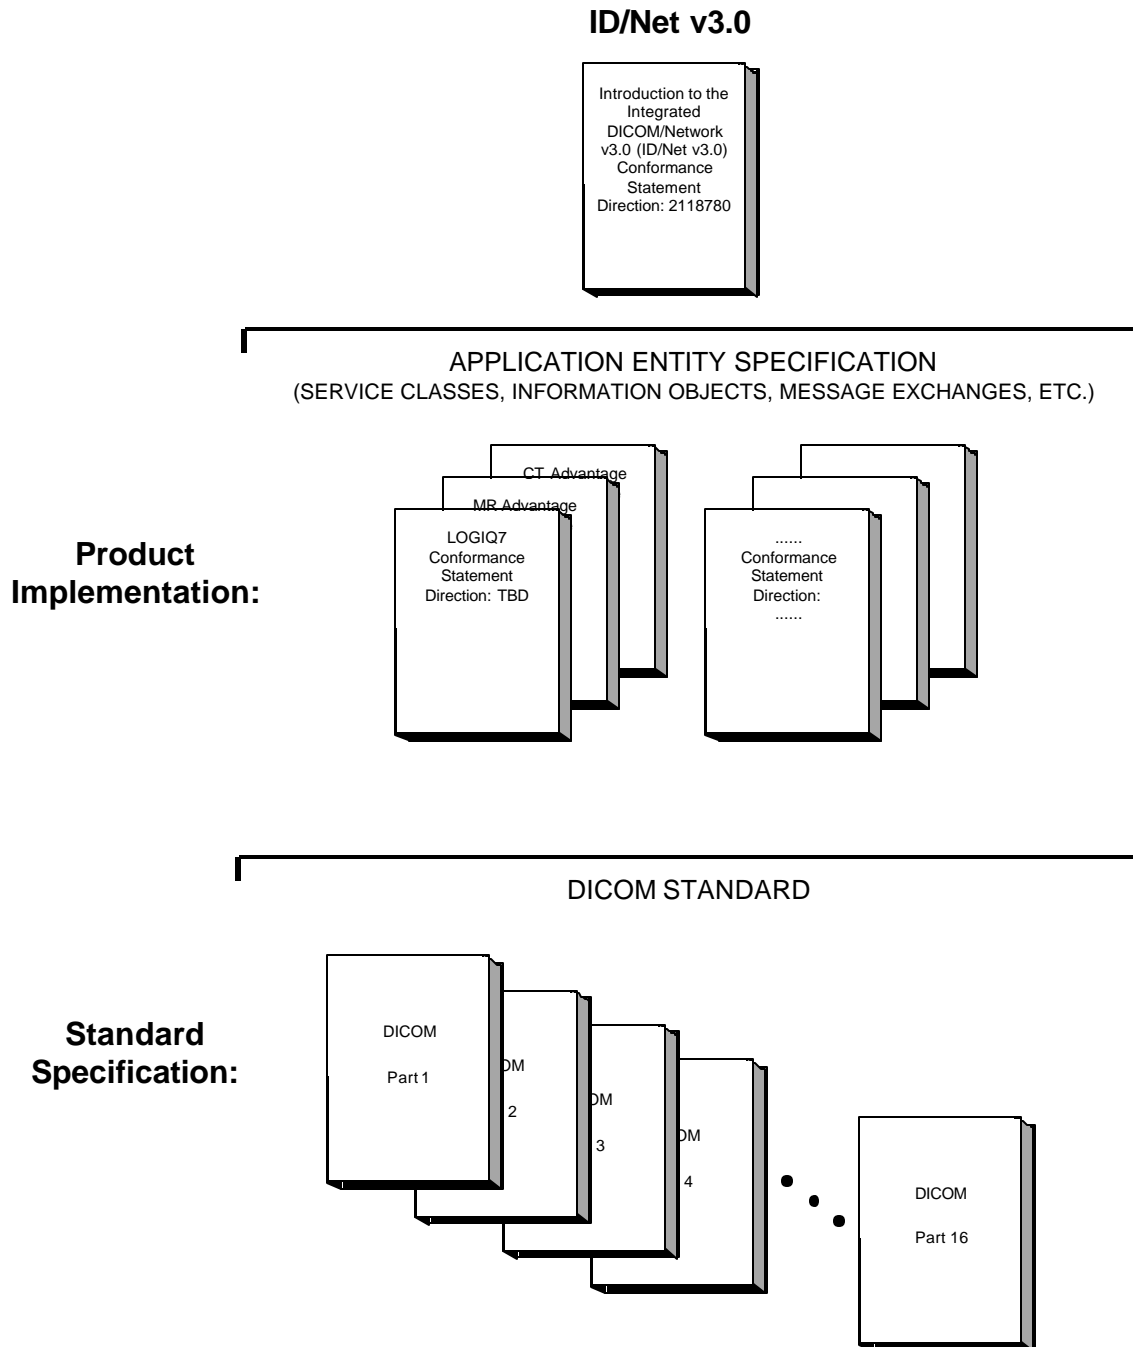 ID/Net v3.0
Introduction to the
Integrated
DICOM/Network
v3.0 (ID/Net v3.0)
Conformance
Statement
Direction: 2118780
APPLICATION ENTITY SPECIFICATION
(SERVICE CLASSES, INFORMATION OBJECTS, MESSAGE EXCHANGES, ETC.)
Product
Implementation:
CT Advantage
MR Advantage
LOGIQ7
Conformance
Statement
Direction: TBD
......
Conformance
Statement
Direction:
......
DICOM STANDARD
Standard
Specification:
DICOM
Part 1
OM
2
OM
3
OM
4
DICOM
Part 16